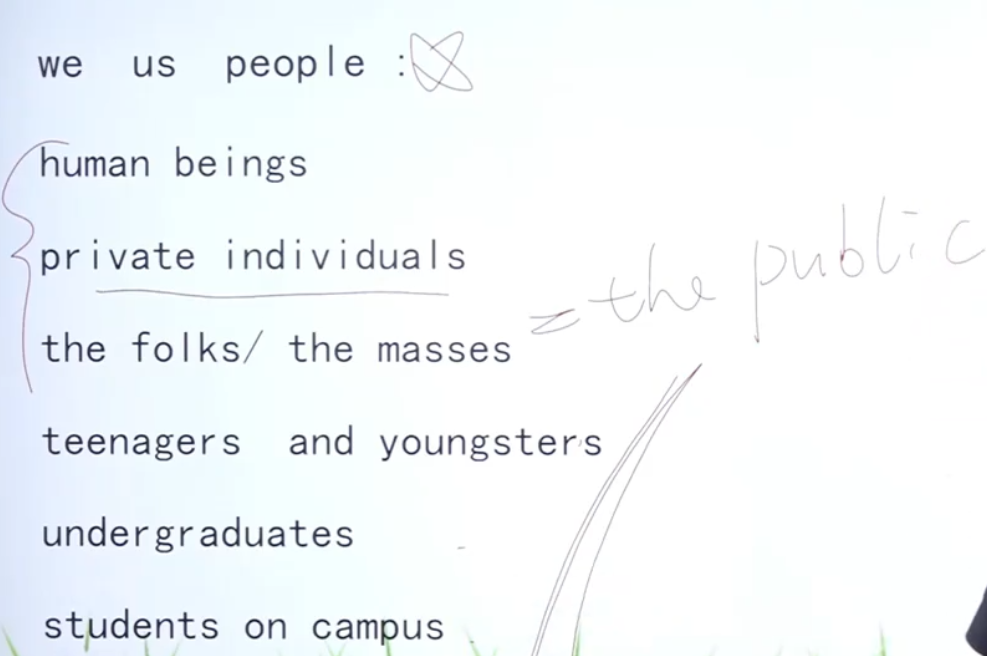 we us people :
human beings
private individuals
= the public
the folks/ the masses
teenagers and youngsters
undergraduates
students on campus